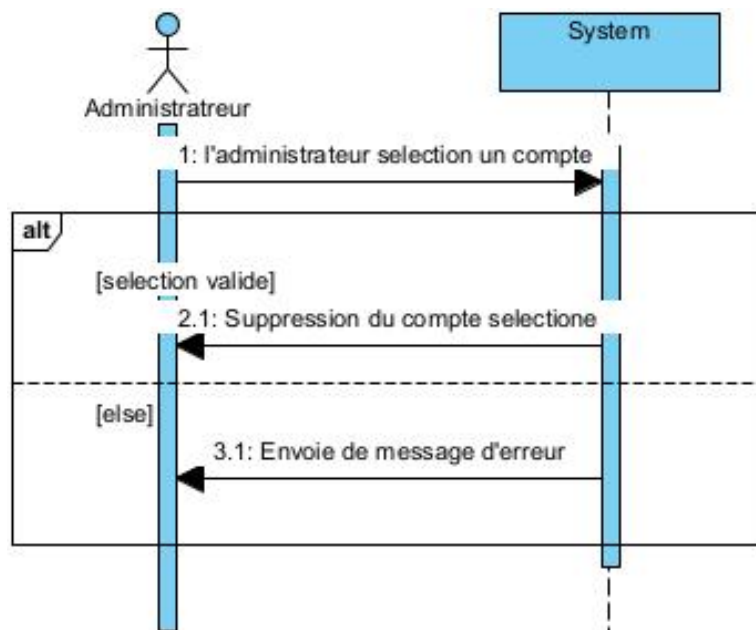 System
Administratreur
1: l'administrateur selection un compte
alt
[selection valide]
2.1: Suppression du compte selectione
[else]
3.1: Envoie de message d'erreur